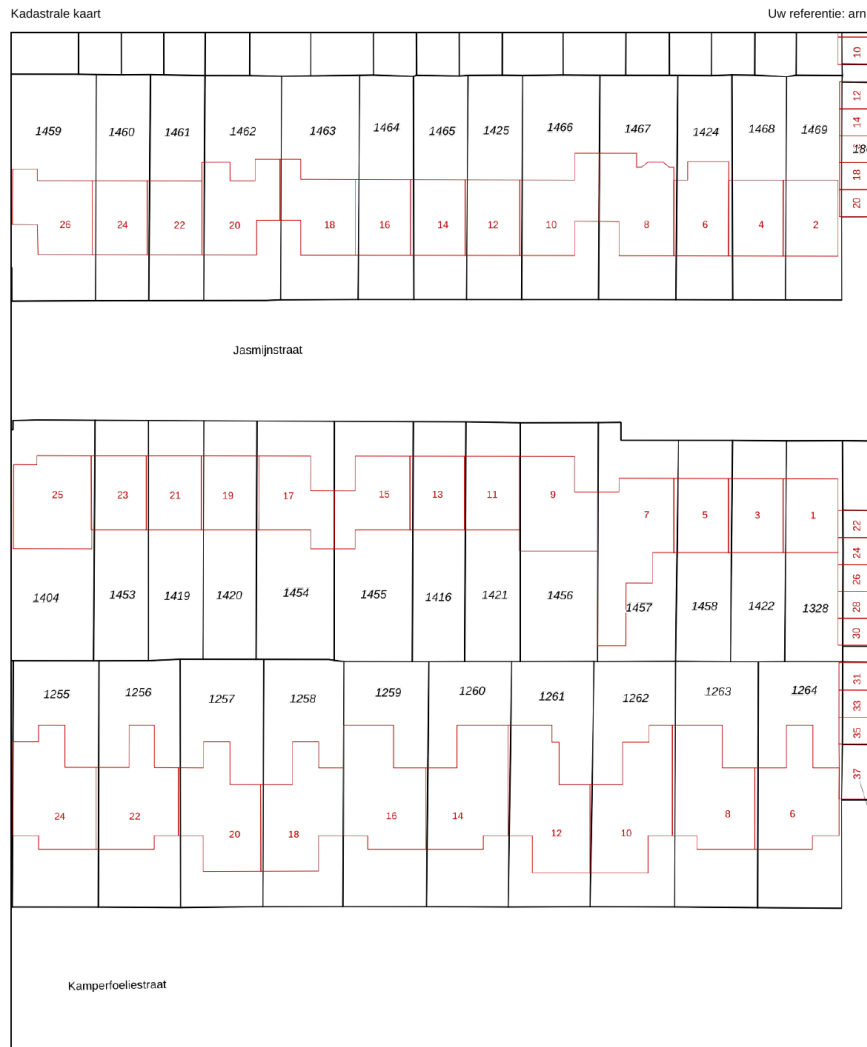 Kadastrale kaart
Uw referentie: arn
10
12
14
18
20
1459 1460 1461 1462 1463 1464 1465 1425 1466 1467 1424 1468 1469
26 24 22 20 18 16 14 12 10 8 6 4 2
Jasmijnstraat
25 23 21 19 17 15 13 11 9 7 5 3 1
22
24
26
28
30
1404 1453 1419 1420 1454 1455 1416 1421 1456 1457 1458 1422 1328
1255 1256 1257 1258 1259 1260 1261 1262 1263 1264
31
33
35
37
24 22 20 18 16 14 12 10 8 6
Kamperfoeliestraat